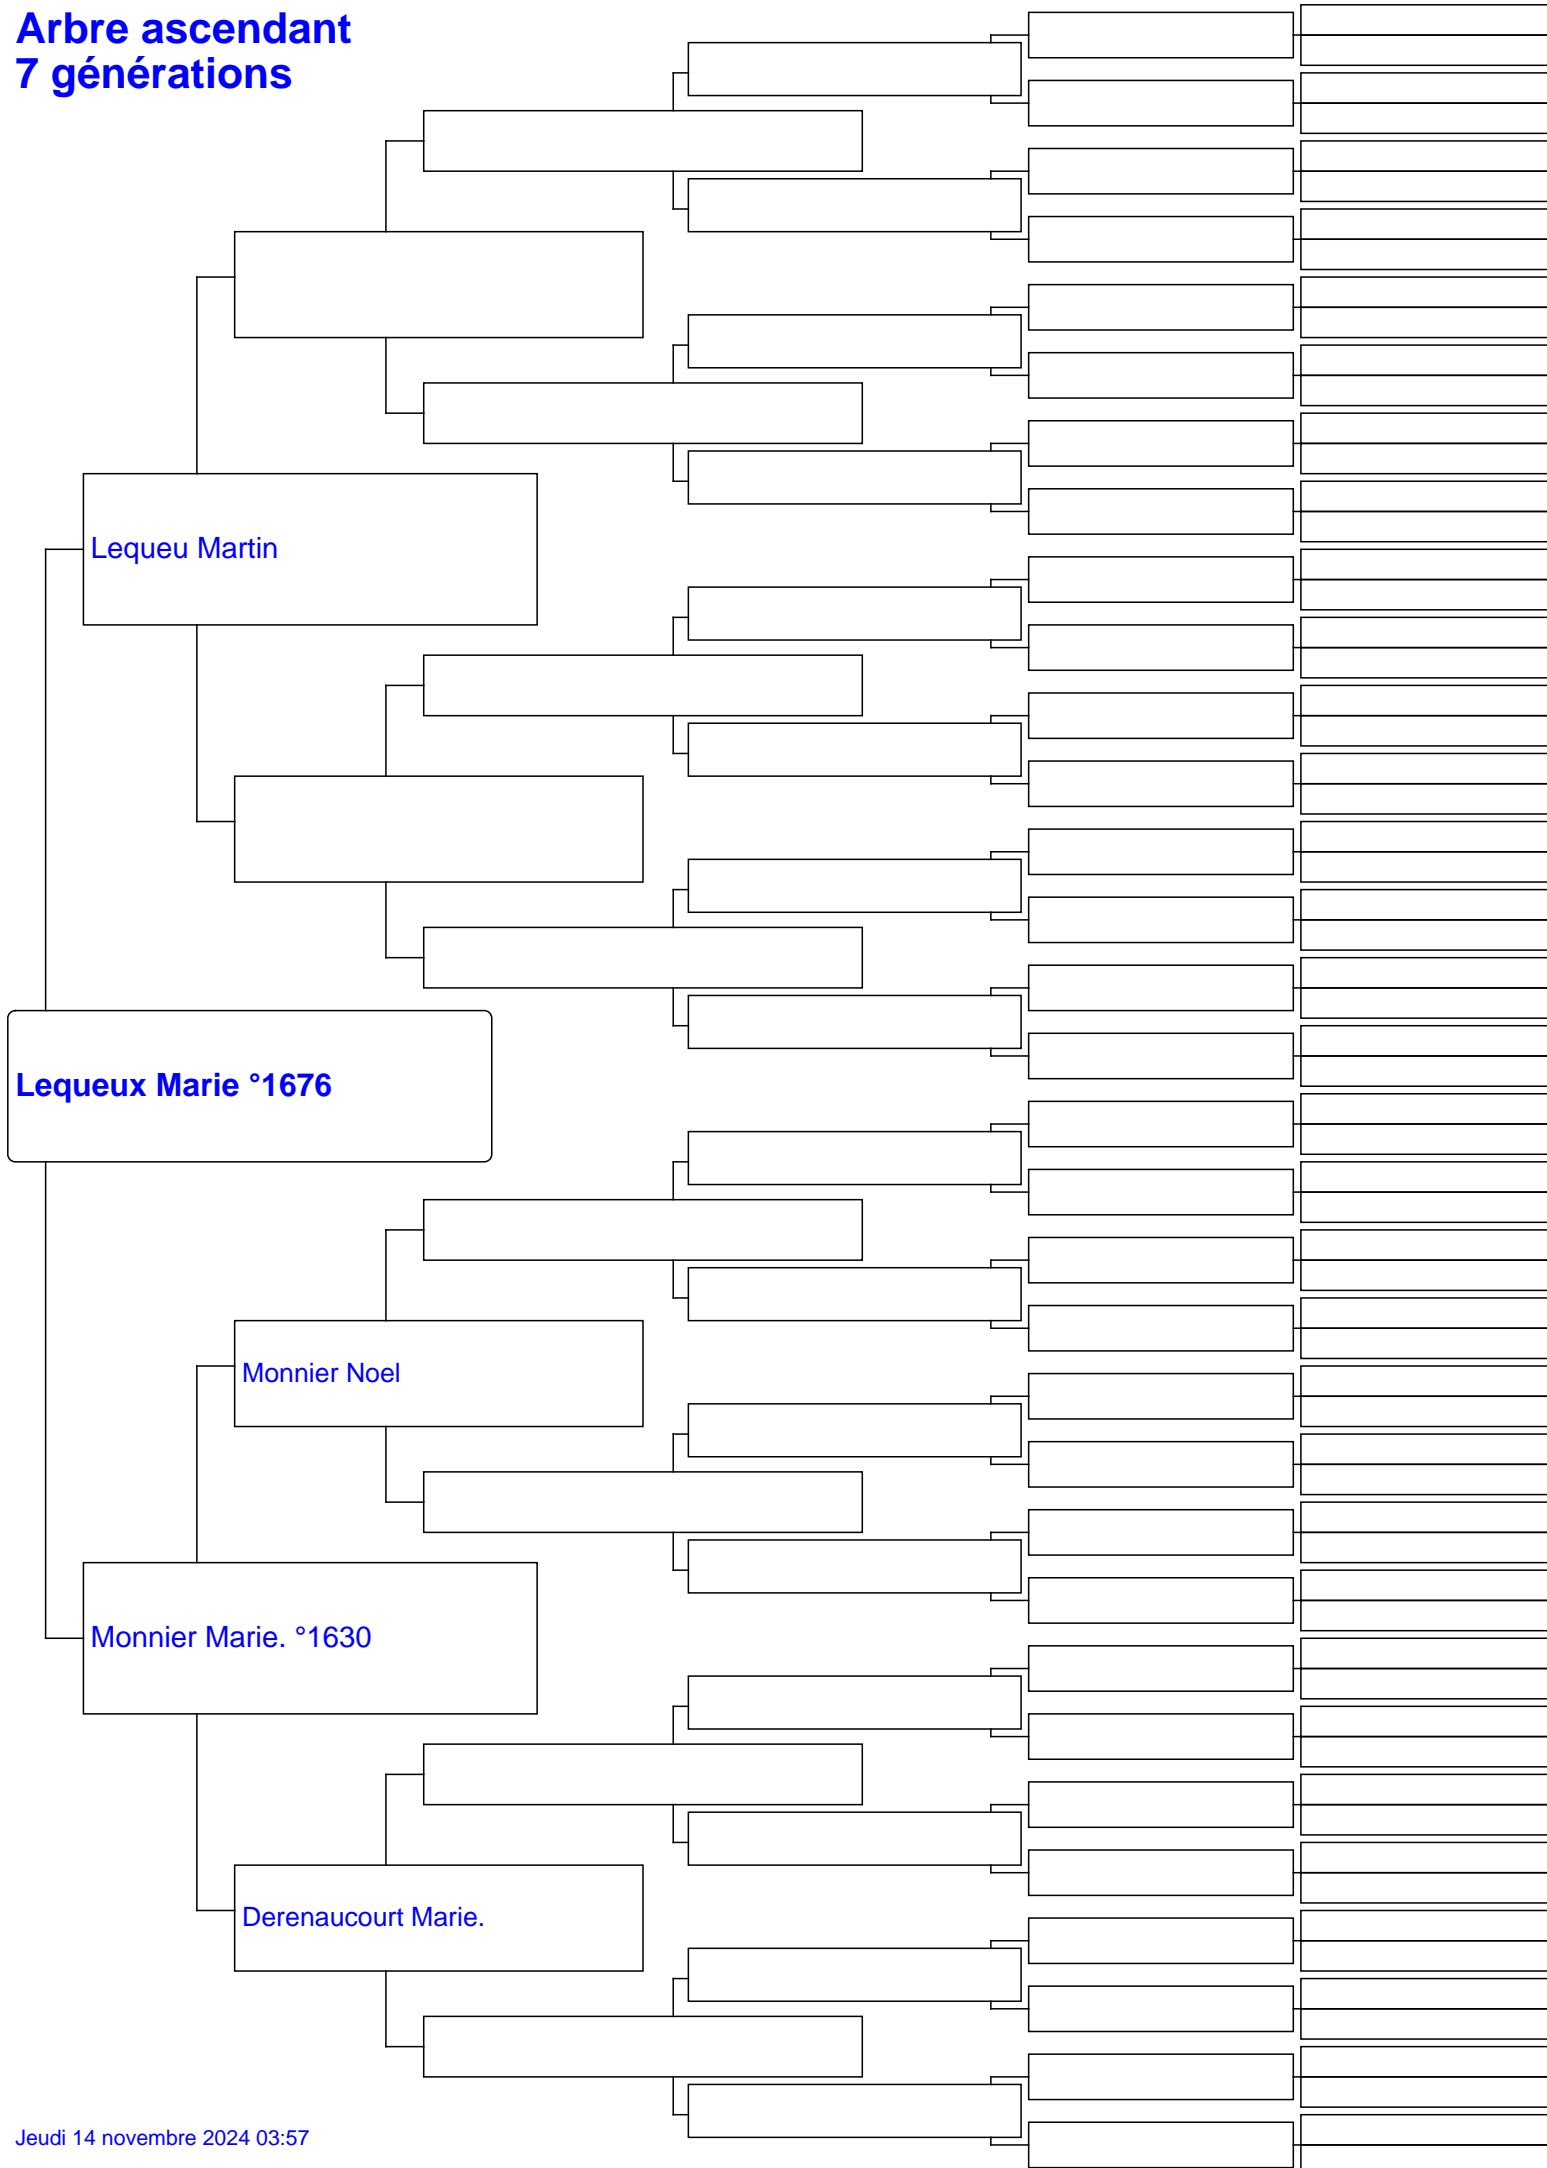 Arbre ascendant
7 générations
Lequeu Martin
Lequeux Marie °1676
Monnier Noel
Monnier Marie. °1630
Derenaucourt Marie.
Jeudi 14 novembre 2024 03:57